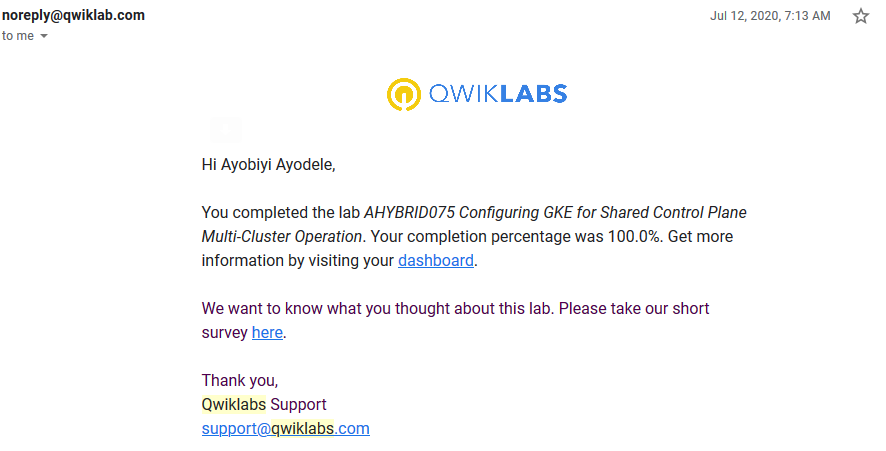 noreply@qwiklab.com
Jul 12, 2020, 7:13 AM
to me
QWIKLABS
Hi Ayobiyi Ayodele,
You completed the lab AHYBRID075 Configuring GKE for Shared Control Plane
Multi-Cluster Operation. Your completion percentage was 100.0%. Get more
information by visiting your dashboard.
We want to know what you thought about this lab. Please take our short
survey here.
Thank you,
Qwiklabs Support
support@qwiklabs.com